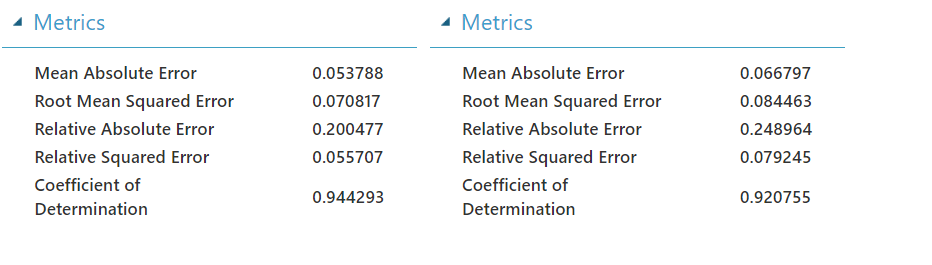 Metrics
Mean Absolute Error 0.053788
Root Mean Squared Error 0.070817
Relative Absolute Error 0.200477
Relative Squared Error 0.055707
Coefficient of
Determination 0.944293
Metrics
Mean Absolute Error 0.066797
Root Mean Squared Error 0.084463
Relative Absolute Error 0.248964
Relative Squared Error 0.079245
Coefficient of
Determination 0.920755